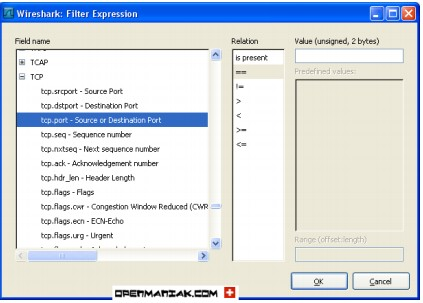 Wireshark: Filter Expression
Field name
TCAP
TCP
tcp.srcport - Source Port
tcp.dstport - Destination Port
tcp.port - Source or Destination Port
tcp.seq - Sequence number
tcp.nxtseq - Next sequence number
tcp.ack - Acknowledgement number
tcp.hdr_len - Header Length
tcp.flags - Flags
tcp.flags.cwr - Congestion Window Reduced (CWR
tcp.flags.ecn - ECN-Echo
tcp.flags.urg - Urgent
Relation
is present
==
!=
>
<
>=
<=
Value (unsigned, 2 bytes)
Predefined values:
Range (offset:length)
OK
Cancel
OPENMANIAK.COM